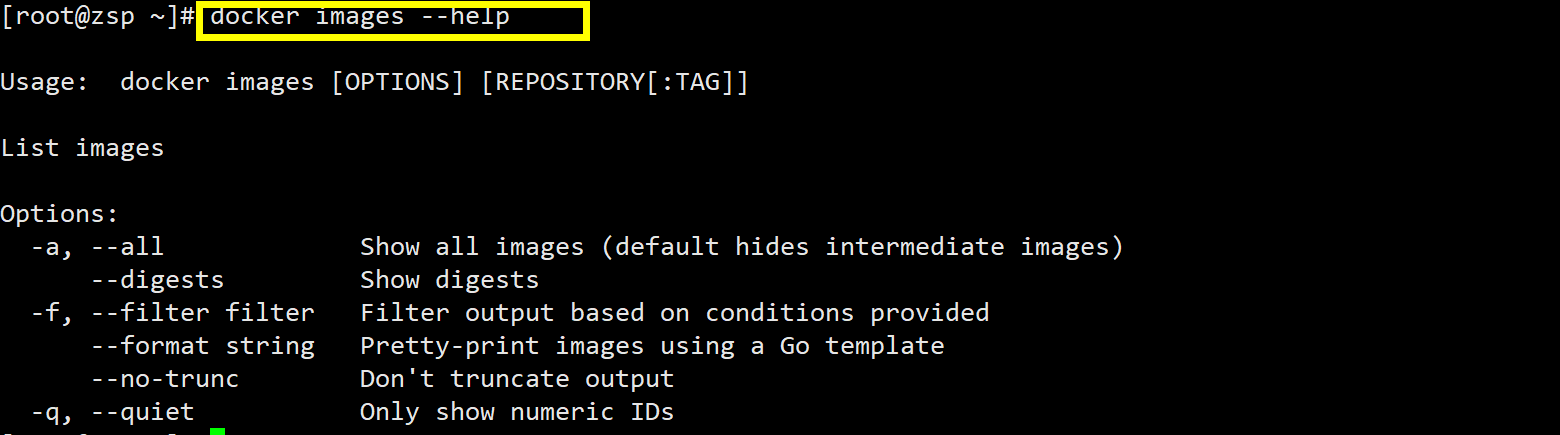 [root@zsp ~]# docker images --help
Usage:  docker images [OPTIONS] [REPOSITORY[:TAG]]
List images
Options:
  -a, --all             Show all images (default hides intermediate images)
      --digests         Show digests
  -f, --filter filter   Filter output based on conditions provided
      --format string   Pretty-print images using a Go template
      --no-trunc        Don't truncate output
  -q, --quiet           Only show numeric IDs